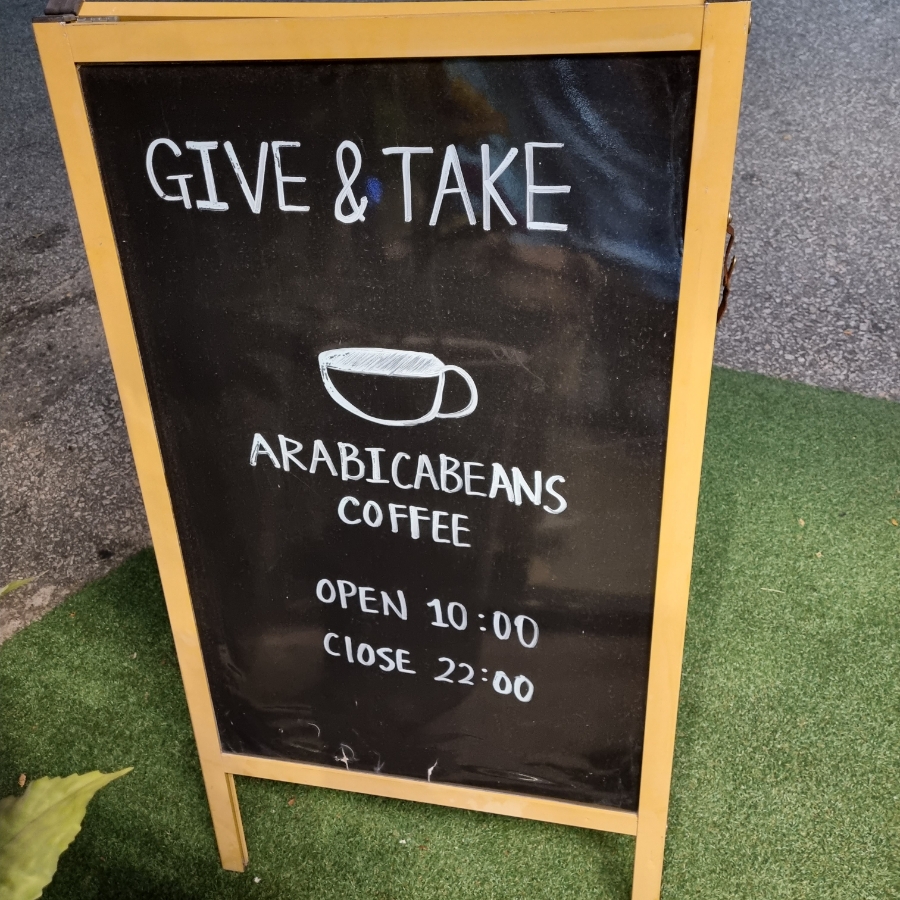 GIVE & TAKE
ARABICABEANS
COFFEE
OPEN 10:00
CLOSE 22:00